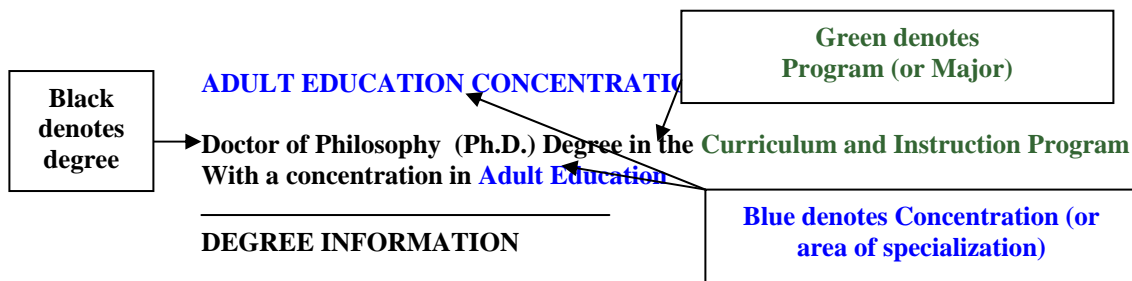 Green denotes
Program (or Major)
ADULT EDUCATION CONCENTRATIO
Black
denotes
degree
Doctor of Philosophy (Ph.D.) Degree in the Curriculum and Instruction Program
With a concentration in Adult Education
DEGREE INFORMATION
Blue denotes Concentration (or
area of specialization)